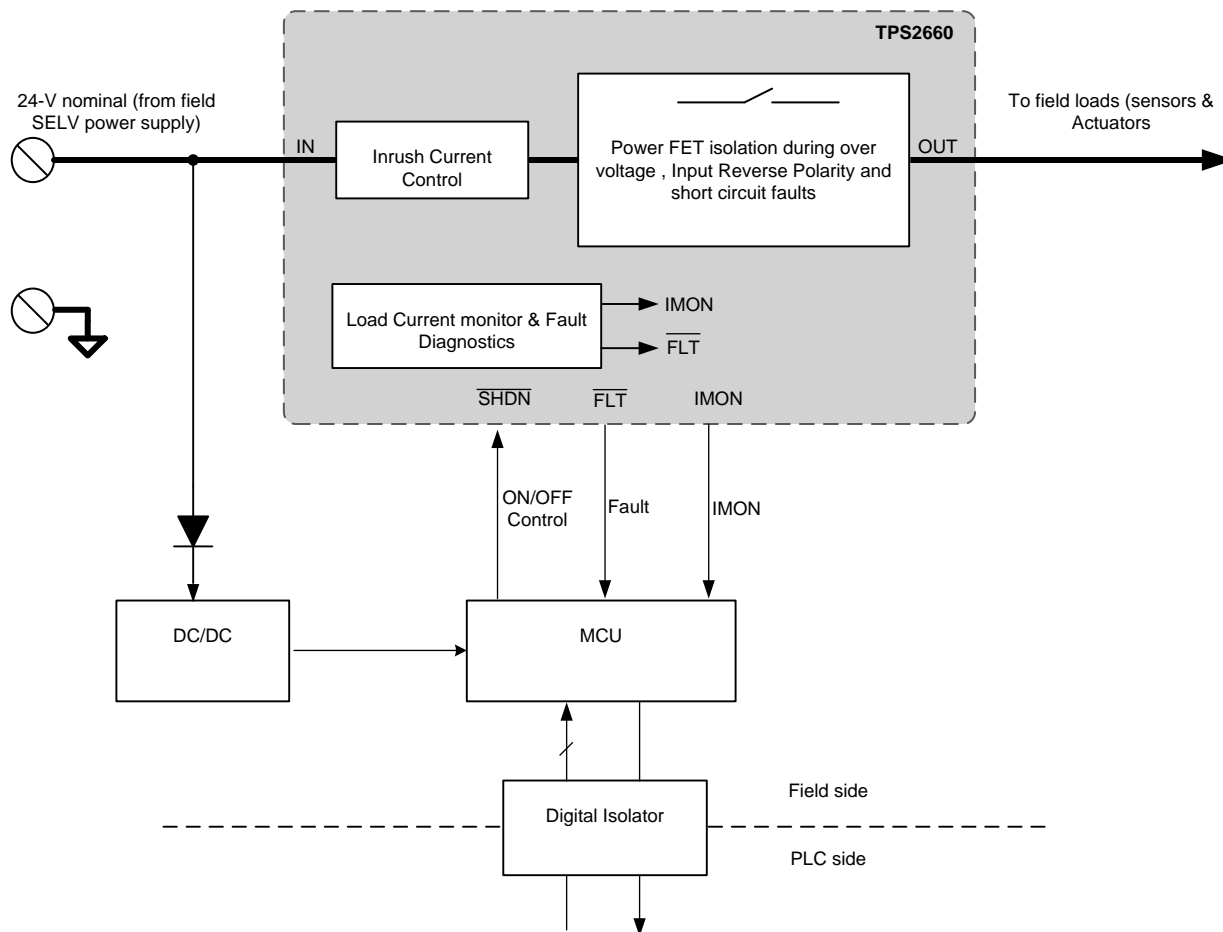 TPS2660
24-V nominal (from field
SELV power supply)
IN
Inrush Current
Control
Power FET isolation during over
voltage , Input Reverse Polarity and
short circuit faults
OUT
To field loads (sensors &
Actuators
Load Current monitor & Fault
Diagnostics
IMON
FLT
SHDN
FLT
IMON
ON/OFF
Control
Fault
IMON
DC/DC
MCU
Digital Isolator
Field side
PLC side